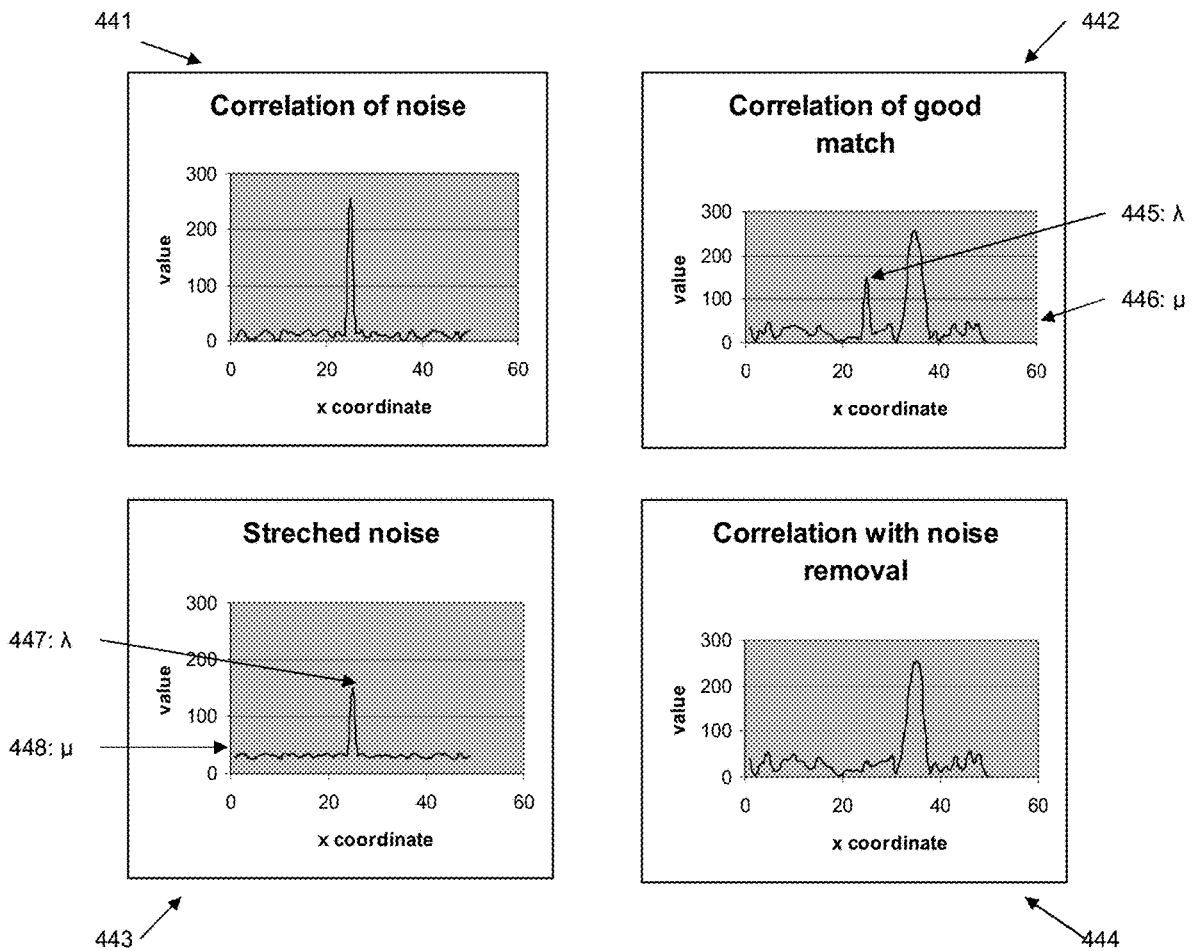 441
442
Correlation of noise
300
200
100
0
value
0 20 40 60
x coordinate
Correlation of good
match
300
200
100
0
value
0 20 40 60
x coordinate
445: λ
446: µ
Streched noise
300
200
100
0
value
0 20 40 60
x coordinate
447: λ
448: µ
Correlation with noise
removal
300
200
100
0
value
0 20 40 60
x coordinate
443
444